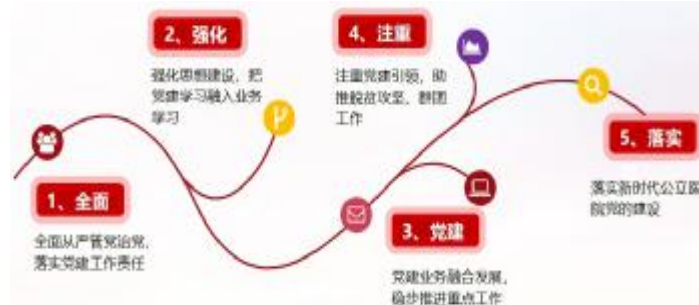 1、全面
全面从严管党治党，
落实党建工作责任
2、强化
强化思想建设，把
党建学习融入业务
学习
3、党建
党建业务融合发展，
稳步推进重点工作
4、注重
注重党建引领，助
推脱贫攻坚、群团
工作
5、落实
落实新时代公立医
院党的建设